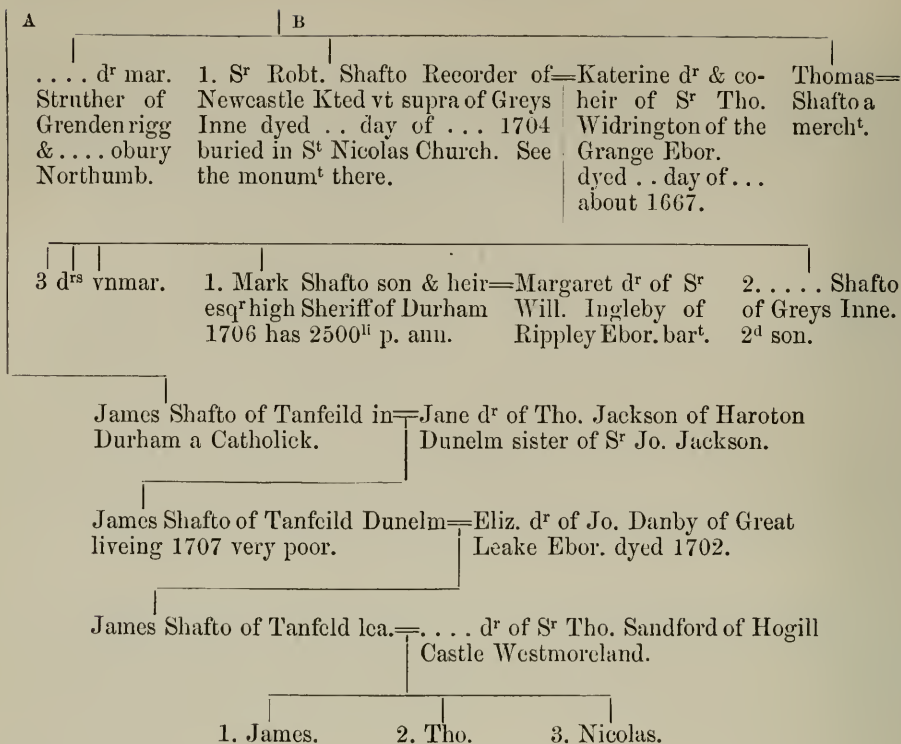 A
B
. . . . dʳ mar.
Struther of
Grendenrigg
& . . . . obury
Northumb.
1. Sʳ Robt. Shafto Recorder of=Katerine dʳ & co-
Newcastle Kted vt supra of Greys heir of Sʳ Tho.
Inne dyed . . day of . . . 1704 Widrington of the
buried in Sᵗ Nicolas Church. See Grange Ebor.
the monumᵗ there. dyed . . day of . . .
about 1667.
Thomas=
Shafto a
merchᵗ.
3 dʳˢ vnmar.
1. Mark Shafto son & heir=Margaret dʳ of Sʳ
esqʳ high Sheriff of Durham Will. Ingleby of
1706 has 2500ˡⁱ p. ann. Rippley Ebor. barᵗ.
2. . . . . Shafto
of Greys Inne.
2ᵈ son.
James Shafto of Tanfeild in=Jane dʳ of Tho. Jackson of Haroton
Durham a Catholick. Dunelm sister of Sʳ Jo. Jackson.
James Shafto of Tanfeild Dunelm=Eliz. dʳ of Jo. Danby of Great
liveing 1707 very poor. Leake Ebor. dyed 1702.
James Shafto of Tanfeld lea.=. . . . dʳ of Sʳ Tho. Sandford of Hogill
Castle Westmoreland.
1. James. 2. Tho. 3. Nicolas.